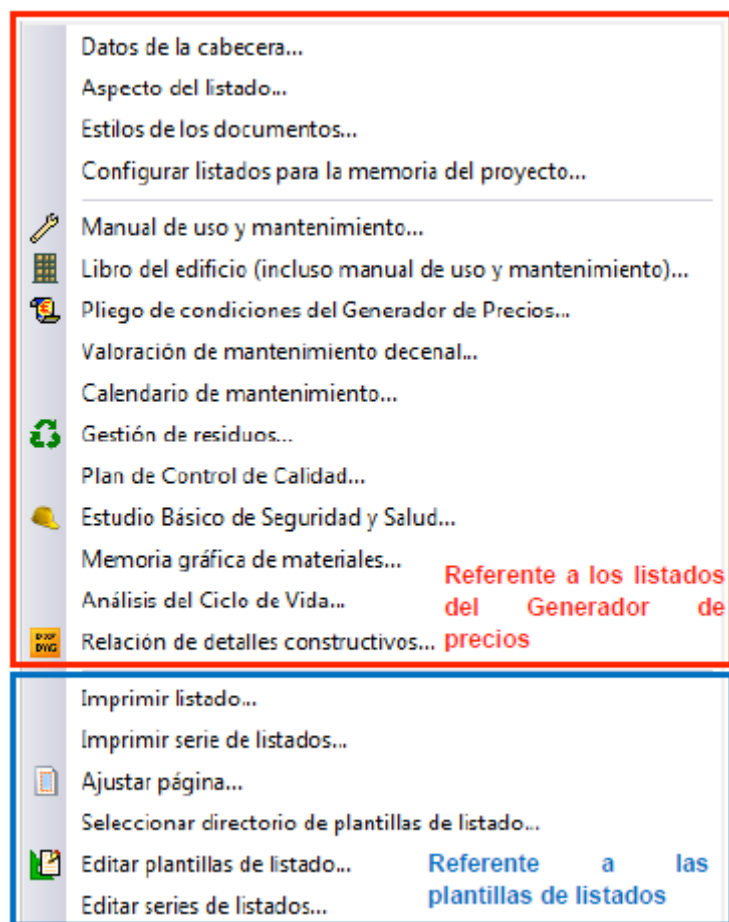 Datos de la cabecera...
Aspecto del listado...
Estilos de los documentos...
Configurar listados para la memoria del proyecto...
Manual de uso y mantenimiento...
Libro del edificio (incluso manual de uso y mantenimiento)...
Pliego de condiciones del Generador de Precios...
Valoración de mantenimiento decenal...
Calendario de mantenimiento...
Gestión de residuos...
Plan de Control de Calidad...
Estudio Básico de Seguridad y Salud...
Memoria gráfica de materiales...
Análisis del Ciclo de Vida...
DXF
DWG
Relación de detalles constructivos...
Referente a los listados
del Generador de
precios
Imprimir listado...
Imprimir serie de listados...
Ajustar página...
Seleccionar directorio de plantillas de listado...
Editar plantillas de listado...
Editar series de listados...
Referente a las
plantillas de listados